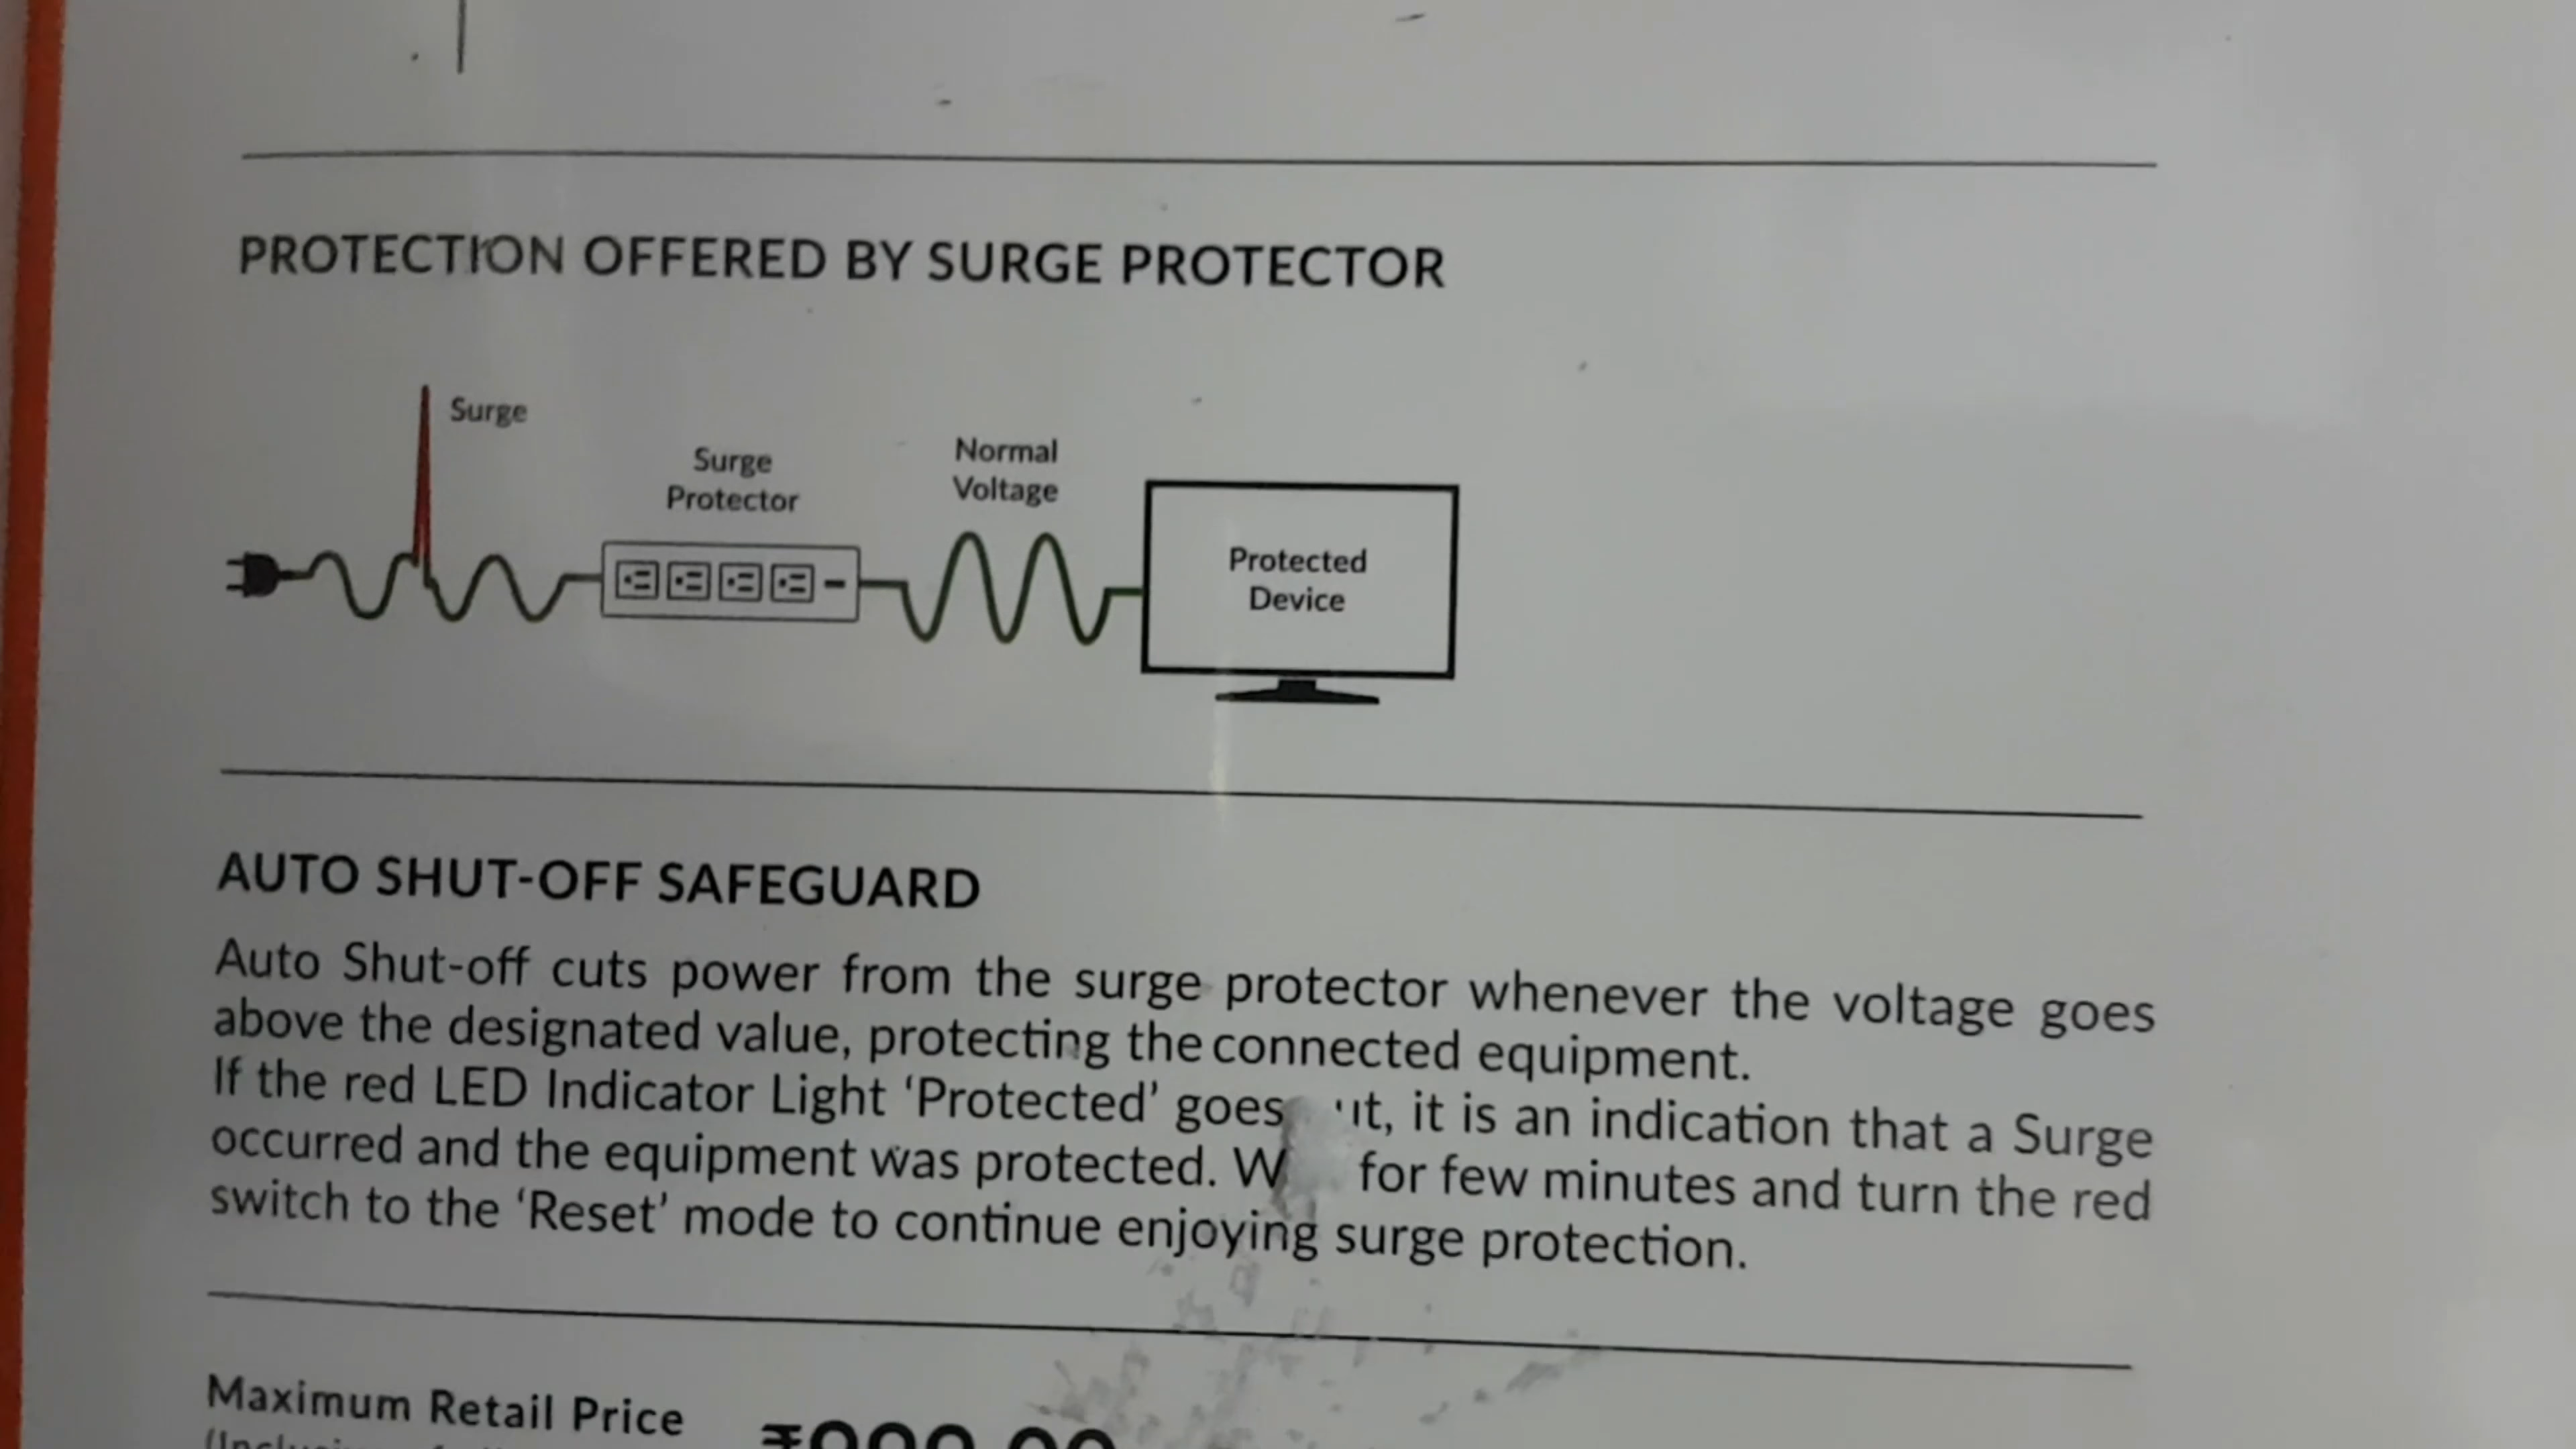 PROTECTION OFFERED BY SURGE PROTECTOR
Surge
Surge
Protector
Normal
Voltage
Protected
Device
AUTO SHUT-OFF SAFEGUARD
Auto Shut-off cuts power from the surge protector whenever the voltage goes
above the designated value, protecting the connected equipment.
If the red LED Indicator Light ‘Protected’ goes it is an indication that a Surge
occurred and the equipment was protected. for few minutes and turn the red
switch to the ‘Reset’ mode to continue enjoying surge protection.
Maximum Retail Price